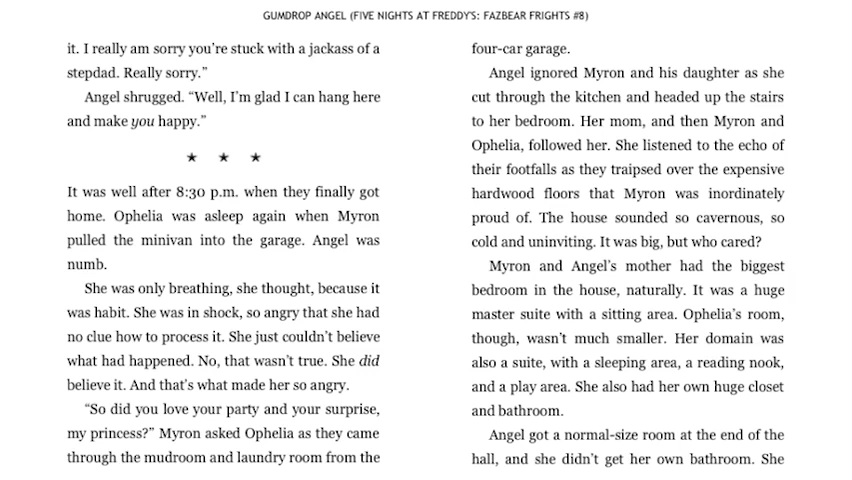 GUMDROP ANGEL (FIVE NIGHTS AT FREDDY'S: FAZBEAR FRIGHTS #8)
it. I really am sorry you’re stuck with a jackass of a
stepdad. Really sorry.”
Angel shrugged. “Well, I’m glad I can hang here
and make you happy.”
★ ★ ★
It was well after 8:30 p.m. when they finally got
home. Ophelia was asleep again when Myron
pulled the minivan into the garage. Angel was
numb.
She was only breathing, she thought, because it
was habit. She was in shock, so angry that she had
no clue how to process it. She just couldn’t believe
what had happened. No, that wasn’t true. She did
believe it. And that’s what made her so angry.
“So did you love your party and your surprise,
my princess?” Myron asked Ophelia as they came
through the mudroom and laundry room from the
four-car garage.
Angel ignored Myron and his daughter as she
cut through the kitchen and headed up the stairs
to her bedroom. Her mom, and then Myron and
Ophelia, followed her. She listened to the echo of
their footfalls as they traipsed over the expensive
hardwood floors that Myron was inordinately
proud of. The house sounded so cavernous, so
cold and uninviting. It was big, but who cared?
Myron and Angel’s mother had the biggest
bedroom in the house, naturally. It was a huge
master suite with a sitting area. Ophelia’s room,
though, wasn’t much smaller. Her domain was
also a suite, with a sleeping area, a reading nook,
and a play area. She also had her own huge closet
and bathroom.
Angel got a normal-size room at the end of the
hall, and she didn’t get her own bathroom. She